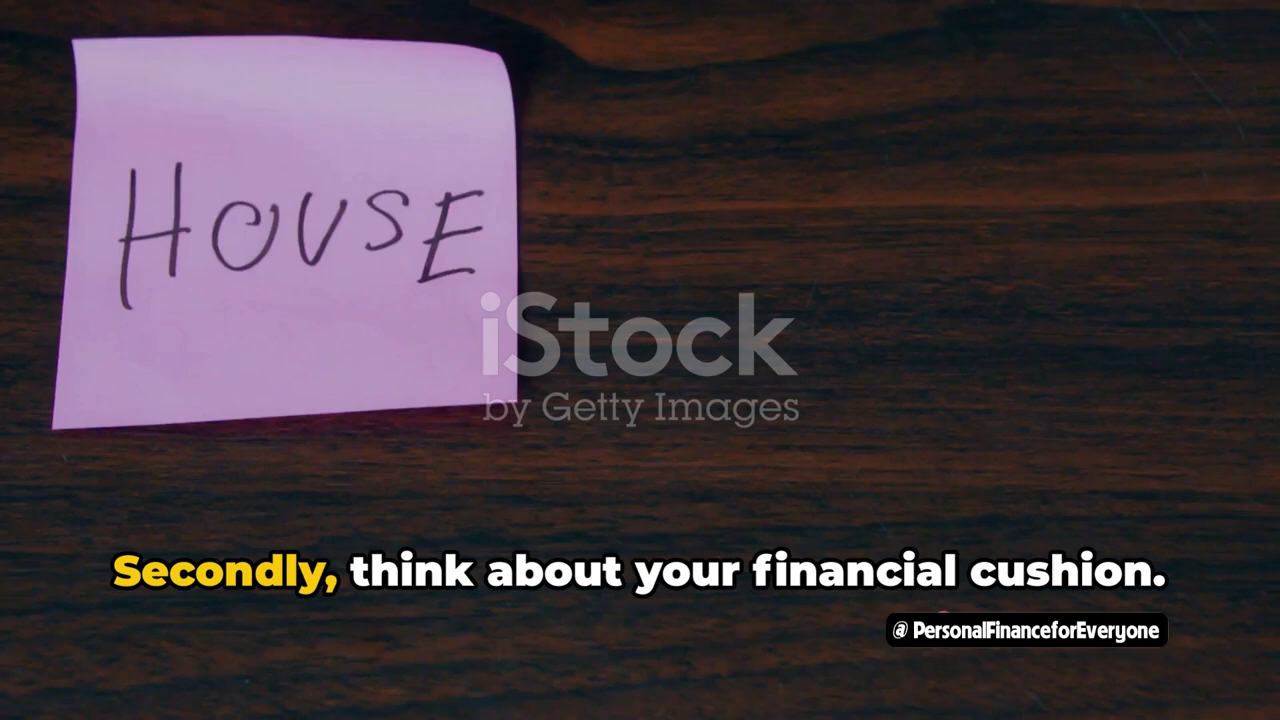 HOUSE
iStock
by Getty Images
Secondly, think about your financial cushion.
@ PersonalFinanceforEveryone